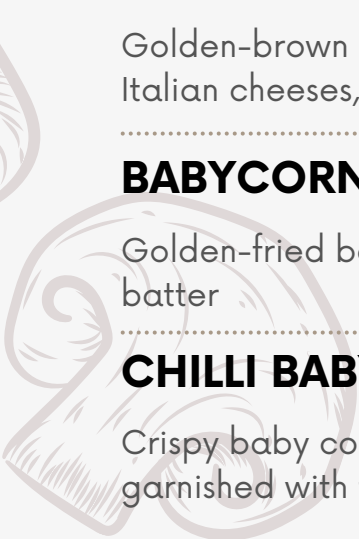 Golden-brown
Italian cheeses,
BABYCORN
Golden-fried
batter
CHILLI
Crispy baby
garnished with